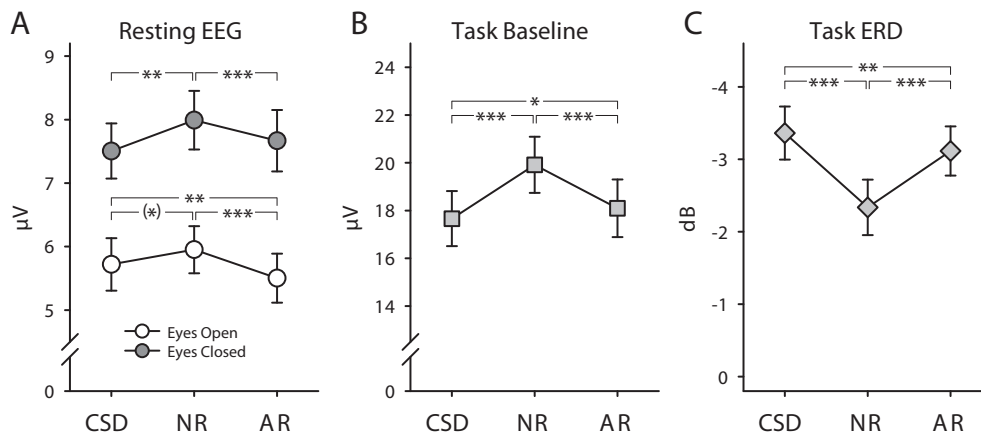 A
Resting EEG
μV
9
8
7
6
5
0
** ***
**
(*) ***
Eyes Open
Eyes Closed
CSD NR AR
B
Task Baseline
μV
24
22
20
18
16
14
0
*
*** ***
CSD NR AR
C
Task ERD
dB
-4
-3
-2
-1
0
**
*** ***
CSD NR AR